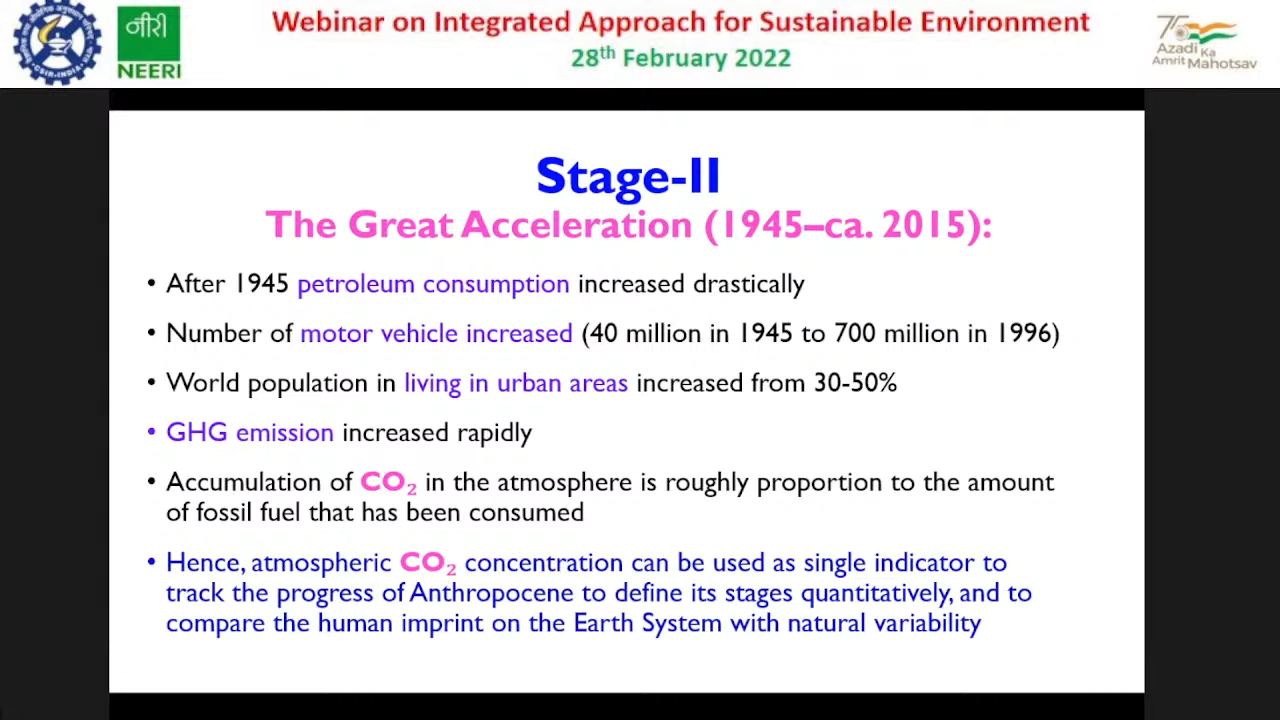 नीरी
NEERI
CSIR-INDIA
Webinar on Integrated Approach for Sustainable Environment
28th February 2022
75
Azadi Ka
Amrit Mahotsav
Stage-II
The Great Acceleration (1945–ca. 2015):
• After 1945 petroleum consumption increased drastically
• Number of motor vehicle increased (40 million in 1945 to 700 million in 1996)
• World population in living in urban areas increased from 30-50%
• GHG emission increased rapidly
• Accumulation of CO₂ in the atmosphere is roughly proportion to the amount
of fossil fuel that has been consumed
• Hence, atmospheric CO₂ concentration can be used as single indicator to
track the progress of Anthropocene to define its stages quantitatively, and to
compare the human imprint on the Earth System with natural variability